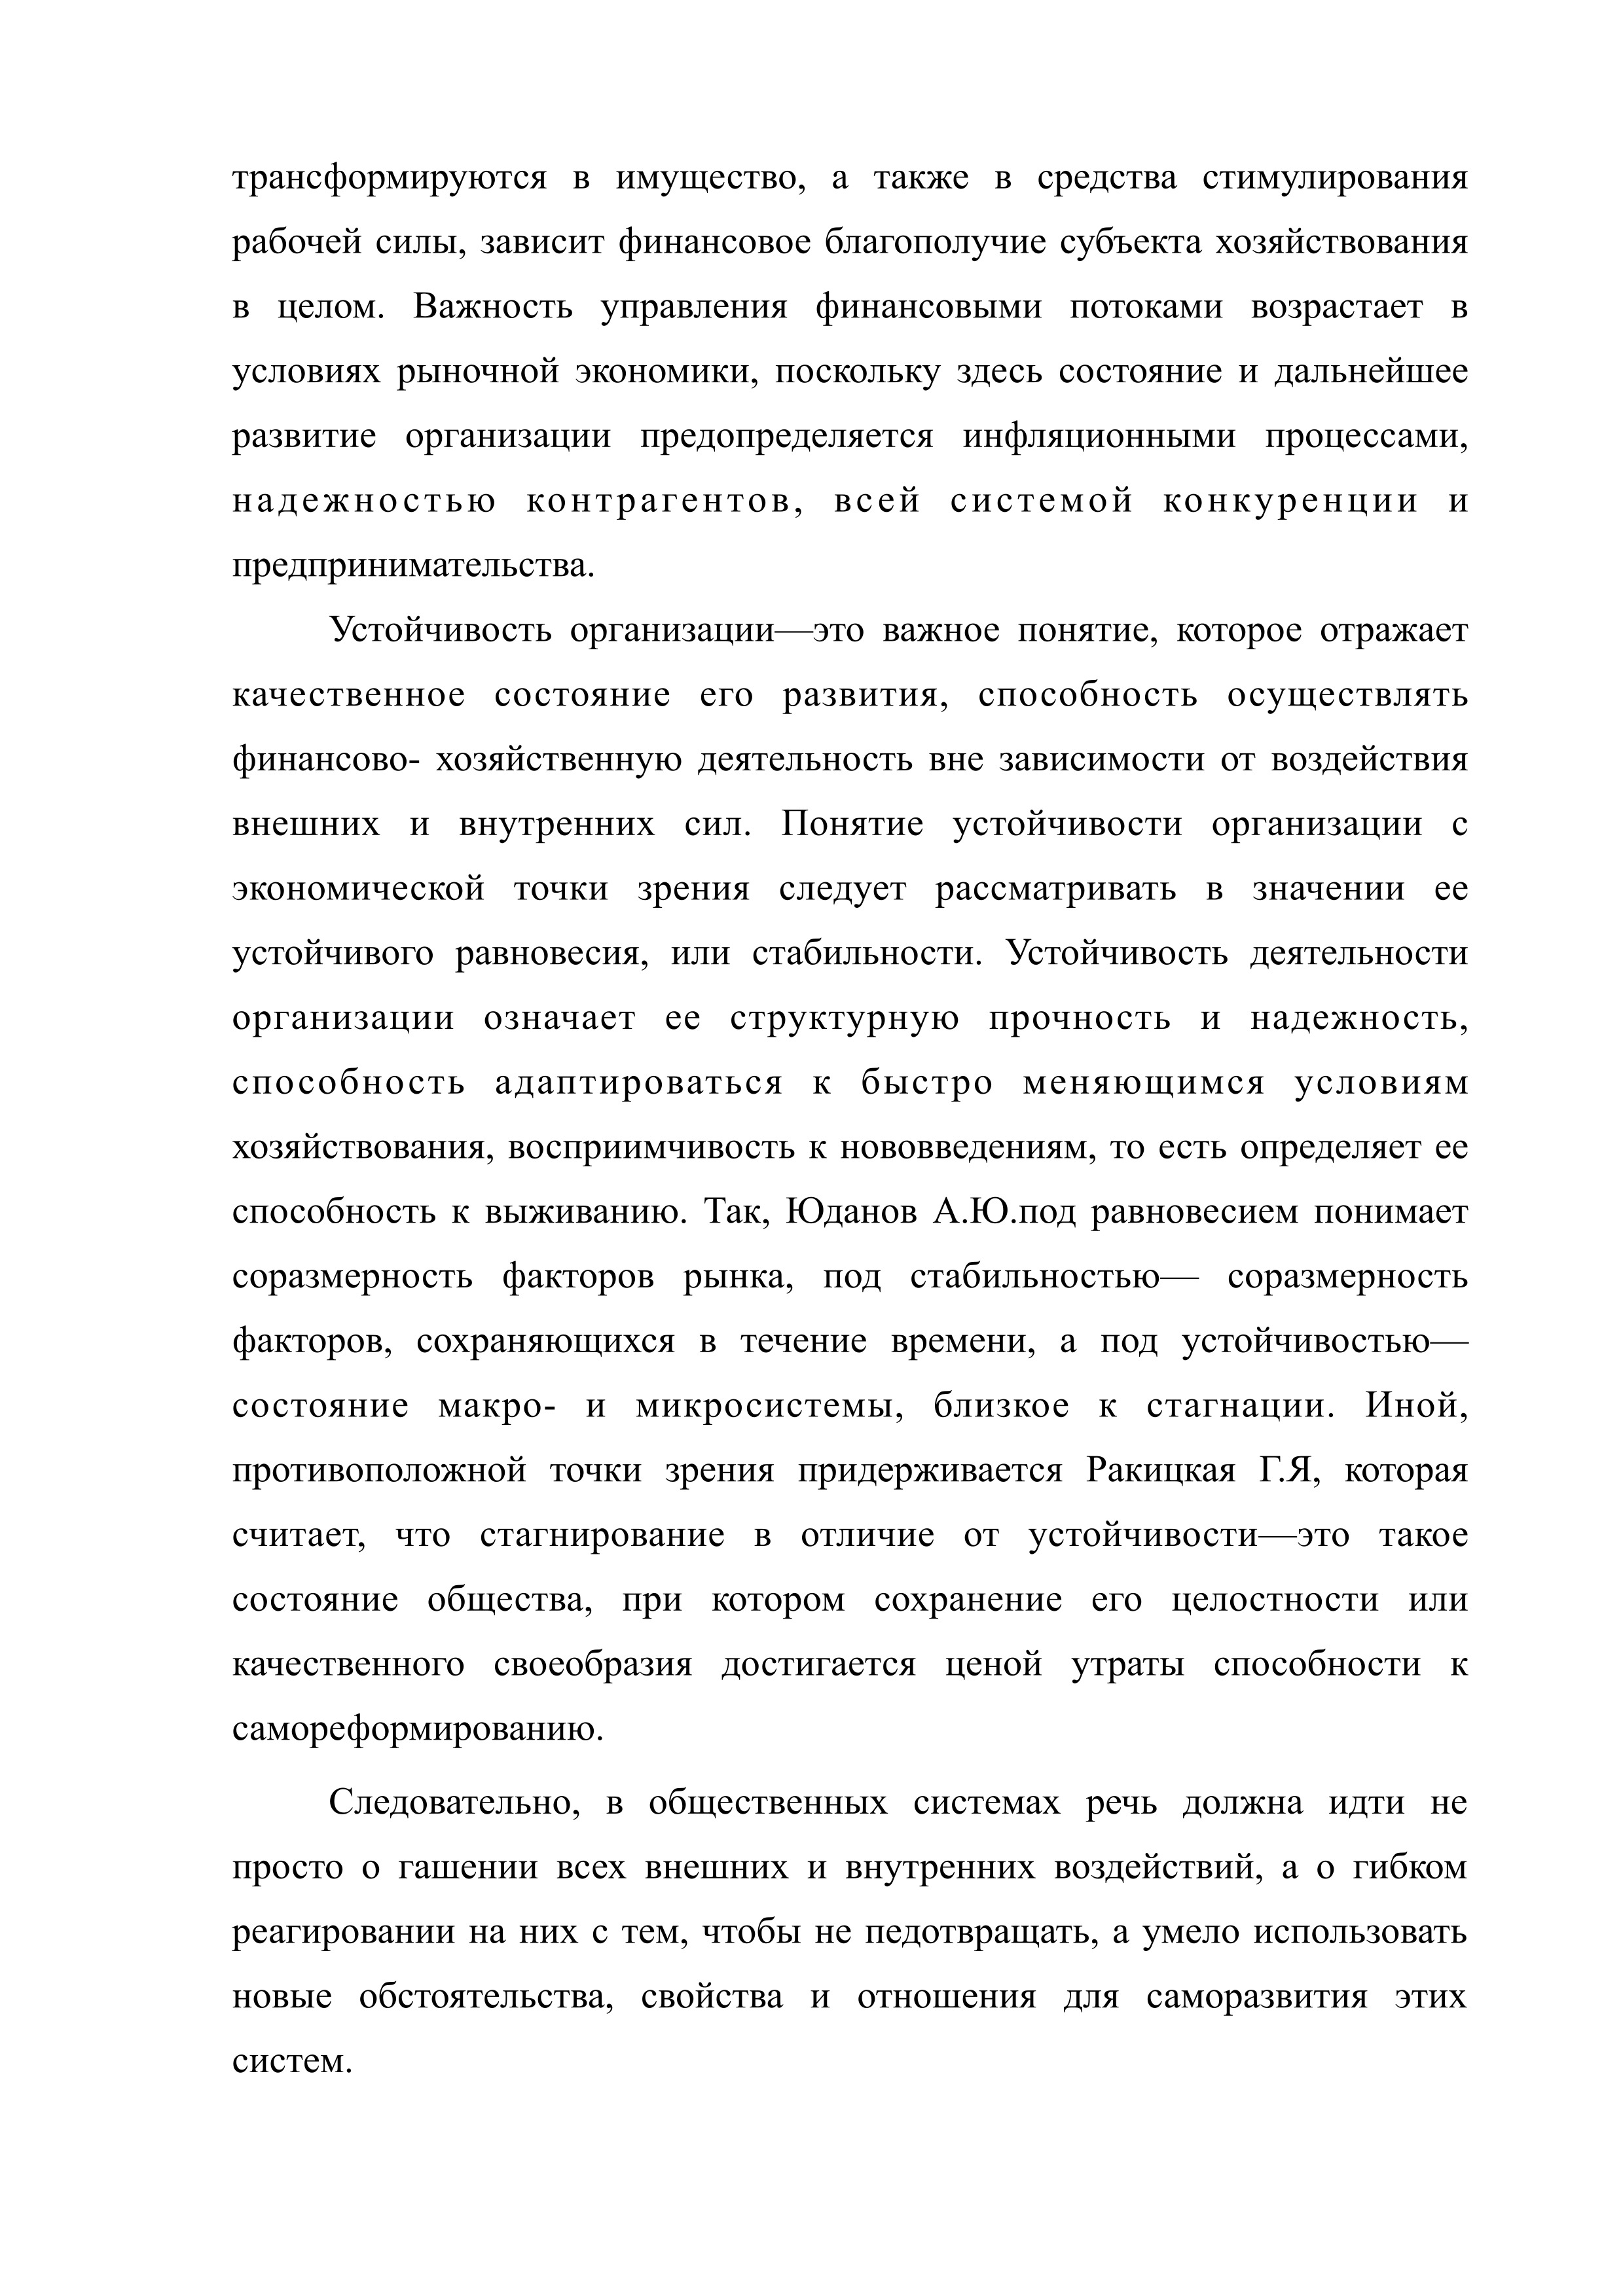 трансформируются в имущество, а также в средства стимулирования
рабочей силы, зависит финансовое благополучие субъекта хозяйствования
в целом. Важность управления финансовыми потоками возрастает в
условиях рыночной экономики, поскольку здесь состояние и дальнейшее
развитие организации предопределяется инфляционными процессами,
надежностью контрагентов, всей системой конкуренции и
предпринимательства.
Устойчивость организации—это важное понятие, которое отражает
качественное состояние его развития, способность осуществлять
финансово- хозяйственную деятельность вне зависимости от воздействия
внешних и внутренних сил. Понятие устойчивости организации с
экономической точки зрения следует рассматривать в значении ее
устойчивого равновесия, или стабильности. Устойчивость деятельности
организации означает ее структурную прочность и надежность,
способность адаптироваться к быстро меняющимся условиям
хозяйствования, восприимчивость к нововведениям, то есть определяет ее
способность к выживанию. Так, Юданов А.Ю.под равновесием понимает
соразмерность факторов рынка, под стабильностью— соразмерность
факторов, сохраняющихся в течение времени, а под устойчивостью—
состояние макро- и микросистемы, близкое к стагнации. Иной,
противоположной точки зрения придерживается Ракицкая Г.Я, которая
считает, что стагнирование в отличие от устойчивости—это такое
состояние общества, при котором сохранение его целостности или
качественного своеобразия достигается ценой утраты способности к
самореформированию.
Следовательно, в общественных системах речь должна идти не
просто о гашении всех внешних и внутренних воздействий, а о гибком
реагировании на них с тем, чтобы не педотвращать, а умело использовать
новые обстоятельства, свойства и отношения для саморазвития этих
систем.